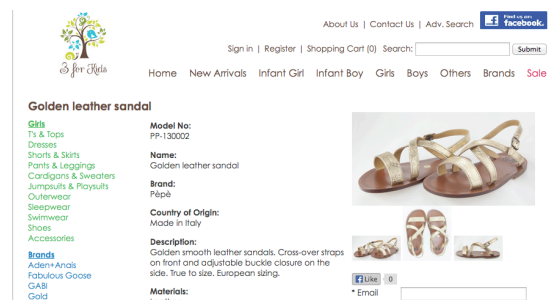 About Us | Contact Us | Adv. Search
Find us on
facebook.
Sign in | Register | Shopping Cart (0) Search:
Submit
3 for Kids
Home New Arrivals Infant Girl Infant Boy Girls Boys Others Brands Sale
Golden leather sandal
Girls
T's & Tops
Dresses
Shorts & Skirts
Pants & Leggings
Cardigans & Sweaters
Jumpsuits & Playsuits
Outerwear
Sleepwear
Swimwear
Shoes
Accessories
Brands
Aden+Anais
Fabulous Goose
GABI
Gold
Model No:
PP-130002
Name:
Golden leather sandal
Brand:
Pèpè
Country of Origin:
Made in Italy
Description:
Golden smooth leather sandals. Cross-over straps
on front and adjustable buckle closure on the
side. True to size. European sizing.
Materials:
Like 0
* Email